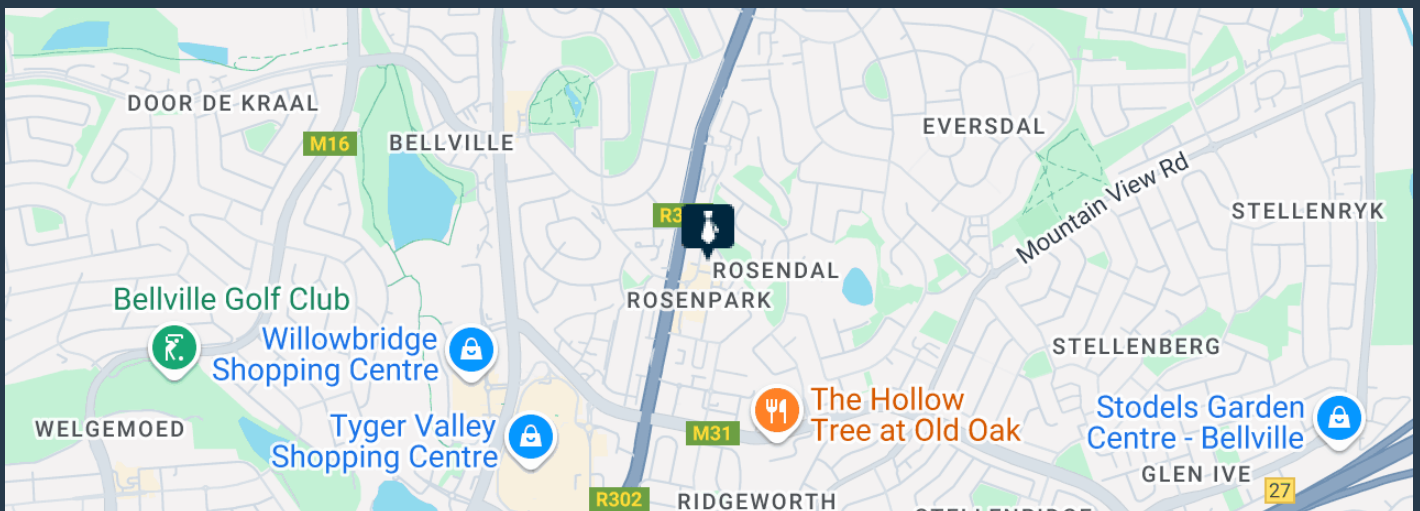 DOOR DE KRAAL
M16
BELLVILLE
EVERSDAL
Mountain View Rd
STELLENRYK
R3
ROSENDAL
ROSENPARK
Bellville Golf Club
Willowbridge
Shopping Centre
STELLENBERG
WELGEMOED
Tyger Valley
Shopping Centre
M31
The Hollow
Tree at Old Oak
Stodels Garden
Centre - Bellville
GLEN IVE
27
R302
RIDGEWORTH